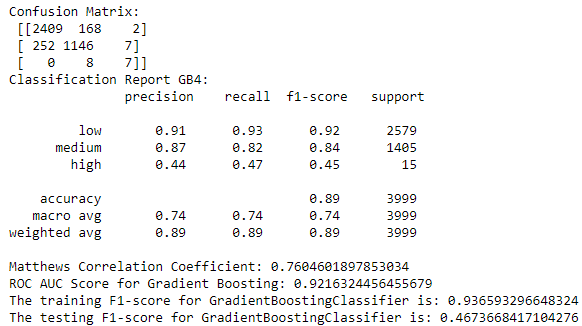 Confusion Matrix:
[[2409 168 2]
[ 252 1146 7]
[ 0 8 7]]
Classification Report GB4:
precision recall f1-score support
low 0.91 0.93 0.92 2579
medium 0.87 0.82 0.84 1405
high 0.44 0.47 0.45 15
accuracy 0.89 3999
macro avg 0.74 0.74 0.74 3999
weighted avg 0.89 0.89 0.89 3999
Matthews Correlation Coefficient: 0.7604601897853034
ROC AUC Score for Gradient Boosting: 0.9216324456455679
The training F1-score for GradientBoostingClassifier is: 0.936593296648324
The testing F1-score for GradientBoostingClassifier is: 0.4673668417104276